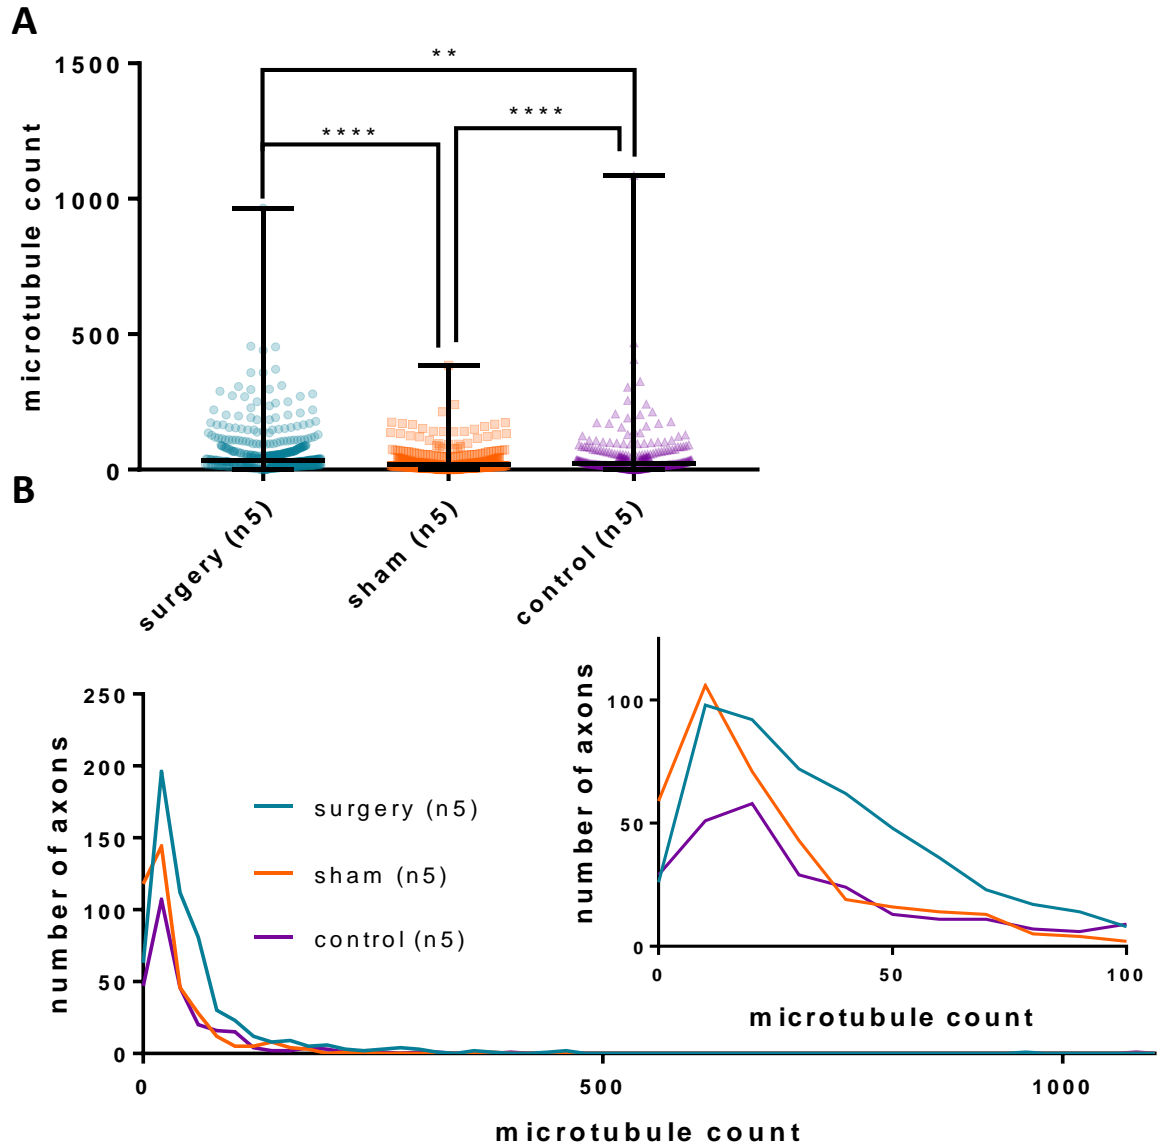 A
**
1500
****
****
1000
microtubule count
500
0
surgery (n5)
sham (n5)
control (n5)
B
250
200
150
100
50
0
number of axons
surgery (n5)
sham (n5)
control (n5)
0
500
1000
microtubule count
100
50
0
number of axons
0
50
100
microtubule count